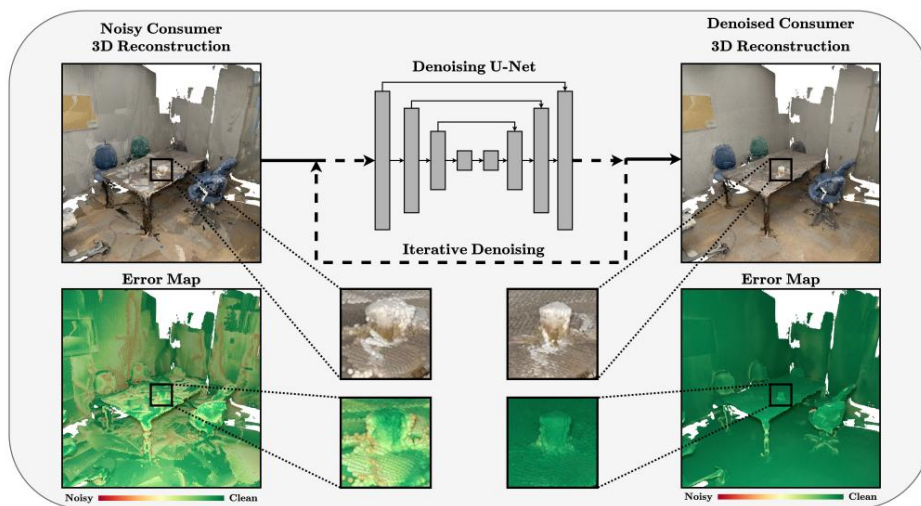 Noisy Consumer
3D Reconstruction
Denoising U-Net
Denoised Consumer
3D Reconstruction
Iterative Denoising
Error Map
Error Map
Noisy
Clean
Noisy
Clean